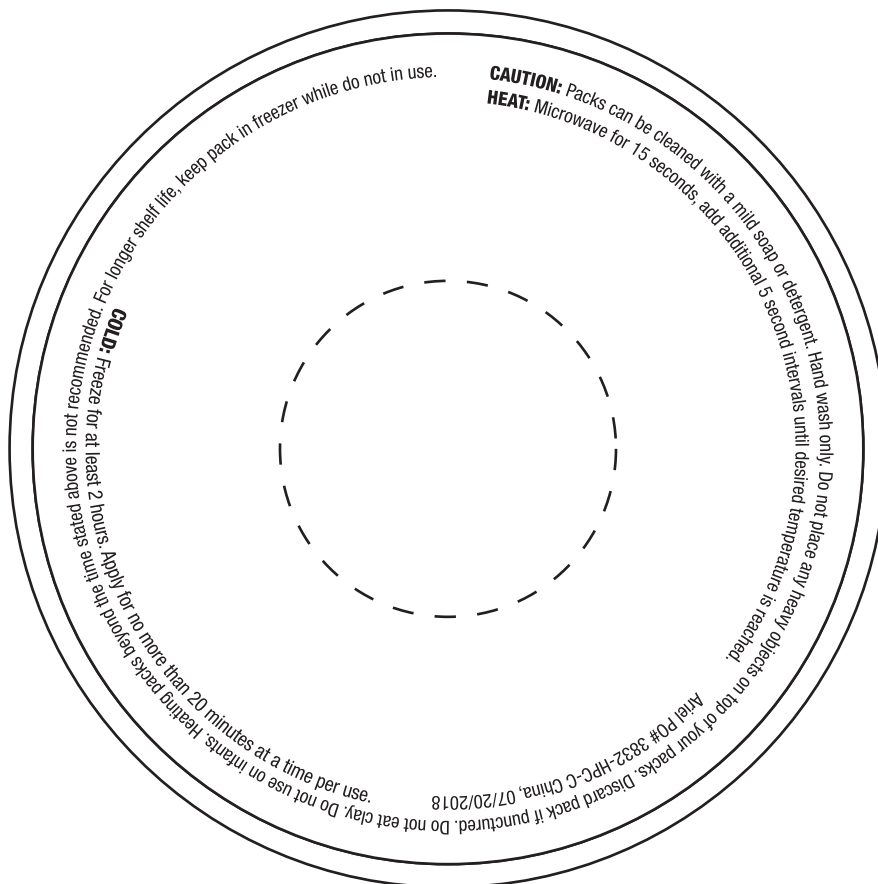 CAUTION: Packs can be cleaned with a mild soap or detergent. Hand wash only. Do not place any heavy objects on top of your packs. Discard pack if punctured. Do not eat clay. Do not use on infants. Heating packs beyond the time stated above is not recommended. For longer shelf life, keep pack in freezer while do not in use.
HEAT: Microwave for 15 seconds, add additional 5 second intervals until desired temperature is reached.
Ariel PO# 3832-HPC-C China, 07/20/2018
COLD: Freeze for at least 2 hours. Apply for no more than 20 minutes at a time per use.